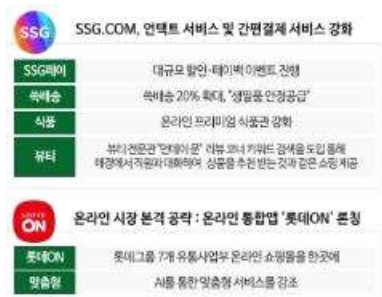 SSG
SSG.COM, 언택트 서비스 및 간편결제 서비스 강화
SSG페이
대규모 할인·페이백 이벤트 진행
쓱배송
쓱배송 20% 확대, "생필품 안정공급"
식품
온라인 프리미엄 식품관 강화
뷰티
뷰티 전문관 "먼데이문" 리뷰 코너 키워드 검색을 도입 통해
매장에서 직원과 대화하며 상품을 추천 받는 것과 같은 쇼핑 제공
LOTTE
ON
온라인 시장 본격 공략 : 온라인 통합앱 '롯데ON' 론칭
롯데ON
롯데그룹 7개 유통사업부 온라인 쇼핑몰을 한곳에
맞춤형
AI를 통한 맞춤형 서비스를 강조